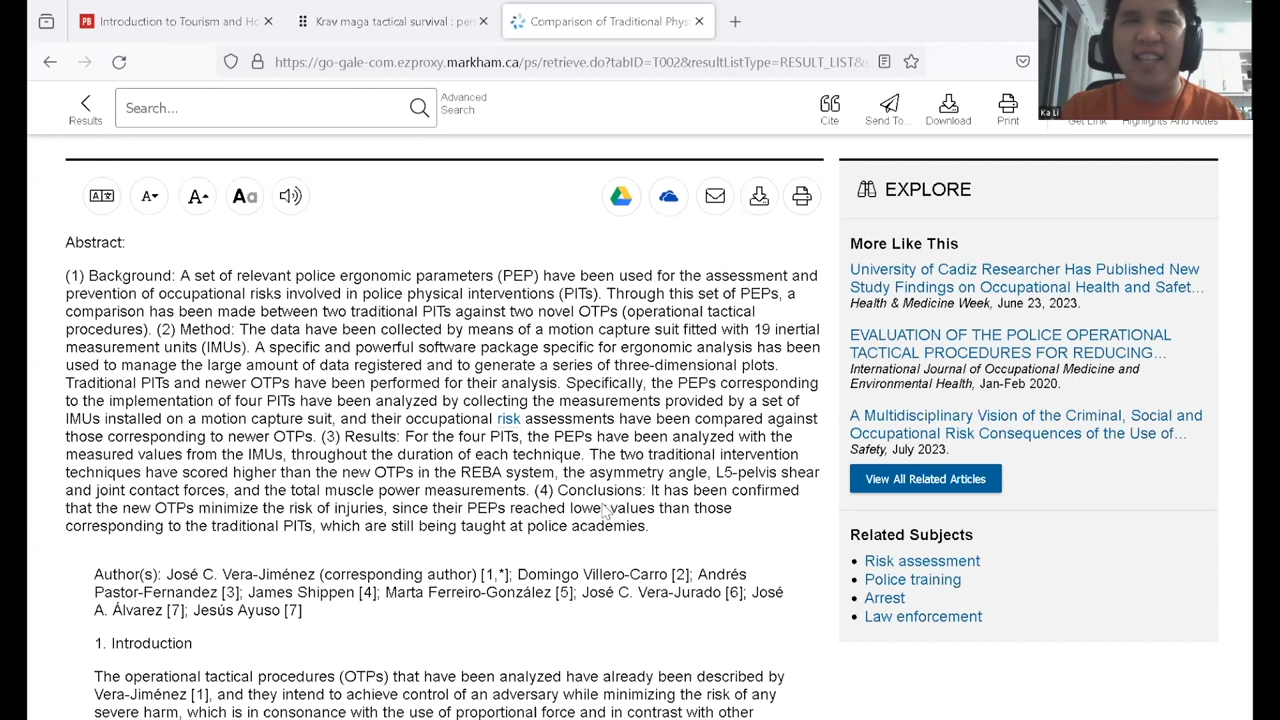 Introduction to Tourism and Ho
Krav maga tactical survival : per
Comparison of Traditional Phys
https://go-gale-com.ezproxy.markham.ca/ps/retrieve.do?tabID=T002&resultListType=RESULT_LIST&
Results
Search...
Advanced
Search
Cite
Send To...
Download
Print
Get Link
Highlights And Notes
Ka Li
Abstract:
(1) Background: A set of relevant police ergonomic parameters (PEP) have been used for the assessment and
prevention of occupational risks involved in police physical interventions (PITs). Through this set of PEPs, a
comparison has been made between two traditional PITs against two novel OTPs (operational tactical
procedures). (2) Method: The data have been collected by means of a motion capture suit fitted with 19 inertial
measurement units (IMUs). A specific and powerful software package specific for ergonomic analysis has been
used to manage the large amount of data registered and to generate a series of three-dimensional plots.
Traditional PITs and newer OTPs have been performed for their analysis. Specifically, the PEPs corresponding
to the implementation of four PITs have been analyzed by collecting the measurements provided by a set of
IMUs installed on a motion capture suit, and their occupational risk assessments have been compared against
those corresponding to newer OTPs. (3) Results: For the four PITs, the PEPs have been analyzed with the
measured values from the IMUs, throughout the duration of each technique. The two traditional intervention
techniques have scored higher than the new OTPs in the REBA system, the asymmetry angle, L5-pelvis shear
and joint contact forces, and the total muscle power measurements. (4) Conclusions: It has been confirmed
that the new OTPs minimize the risk of injuries, since their PEPs reached lower values than those
corresponding to the traditional PITs, which are still being taught at police academies.
Author(s): José C. Vera-Jiménez (corresponding author) [1,*]; Domingo Villero-Carro [2]; Andrés
Pastor-Fernandez [3]; James Shippen [4]; Marta Ferreiro-González [5]; José C. Vera-Jurado [6]; José
A. Álvarez [7]; Jesús Ayuso [7]
1. Introduction
The operational tactical procedures (OTPs) that have been analyzed have already been described by
Vera-Jiménez [1], and they intend to achieve control of an adversary while minimizing the risk of any
severe harm, which is in consonance with the use of proportional force and in contrast with other
EXPLORE
More Like This
University of Cadiz Researcher Has Published New
Study Findings on Occupational Health and Safet...
Health & Medicine Week, June 23, 2023.
EVALUATION OF THE POLICE OPERATIONAL
TACTICAL PROCEDURES FOR REDUCING...
International Journal of Occupational Medicine and
Environmental Health, Jan-Feb 2020.
A Multidisciplinary Vision of the Criminal, Social and
Occupational Risk Consequences of the Use of...
Safety, July 2023.
View All Related Articles
Related Subjects
Risk assessment
Police training
Arrest
Law enforcement